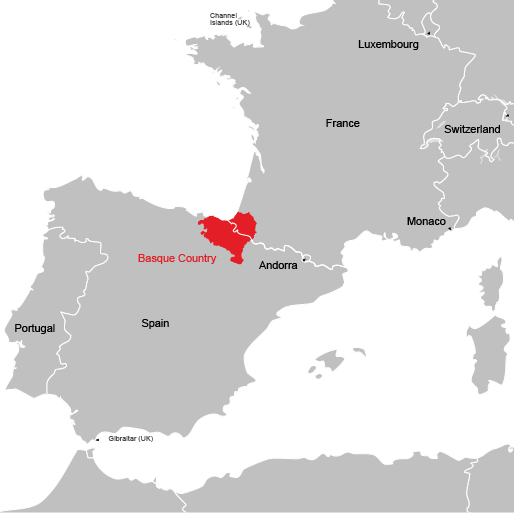 Channel
Islands (UK)
Luxembourg
France
Switzerland
Monaco
Basque Country
Andorra
Portugal
Spain
Gibraltar (UK)